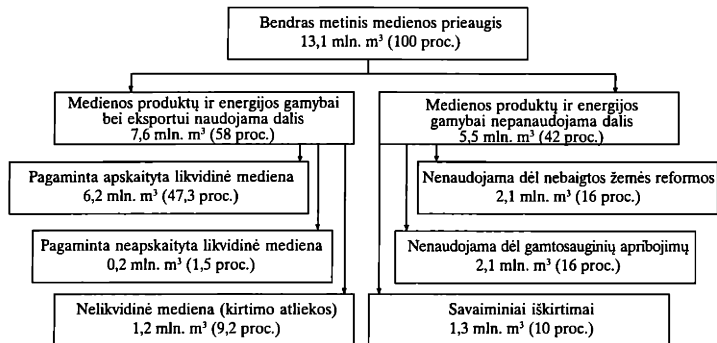 Bendras metinis medienos prieaugis
13,1 mln. m³ (100 proc.)
Medienos produktų ir energijos gamybai
bei eksportui naudojama dalis
7,6 mln. m³ (58 proc.)
Medienos produktų ir energijos
gamybai nepanaudojama dalis
5,5 mln. m³ (42 proc.)
Pagaminta apskaityta likvidinė mediena
6,2 mln. m³ (47,3 proc.)
Nenaudojama dėl nebaigtos žemės reformos
2,1 mln. m³ (16 proc.)
Pagaminta neapskaityta likvidinė mediena
0,2 mln. m³ (1,5 proc.)
Nenaudojama dėl gamtosauginių apribojimų
2,1 mln. m³ (16 proc.)
Nelikvidinė mediena (kirtimo atliekos)
1,2 mln. m³ (9,2 proc.)
Savaiminiai iškirtimai
1,3 mln. m³ (10 proc.)